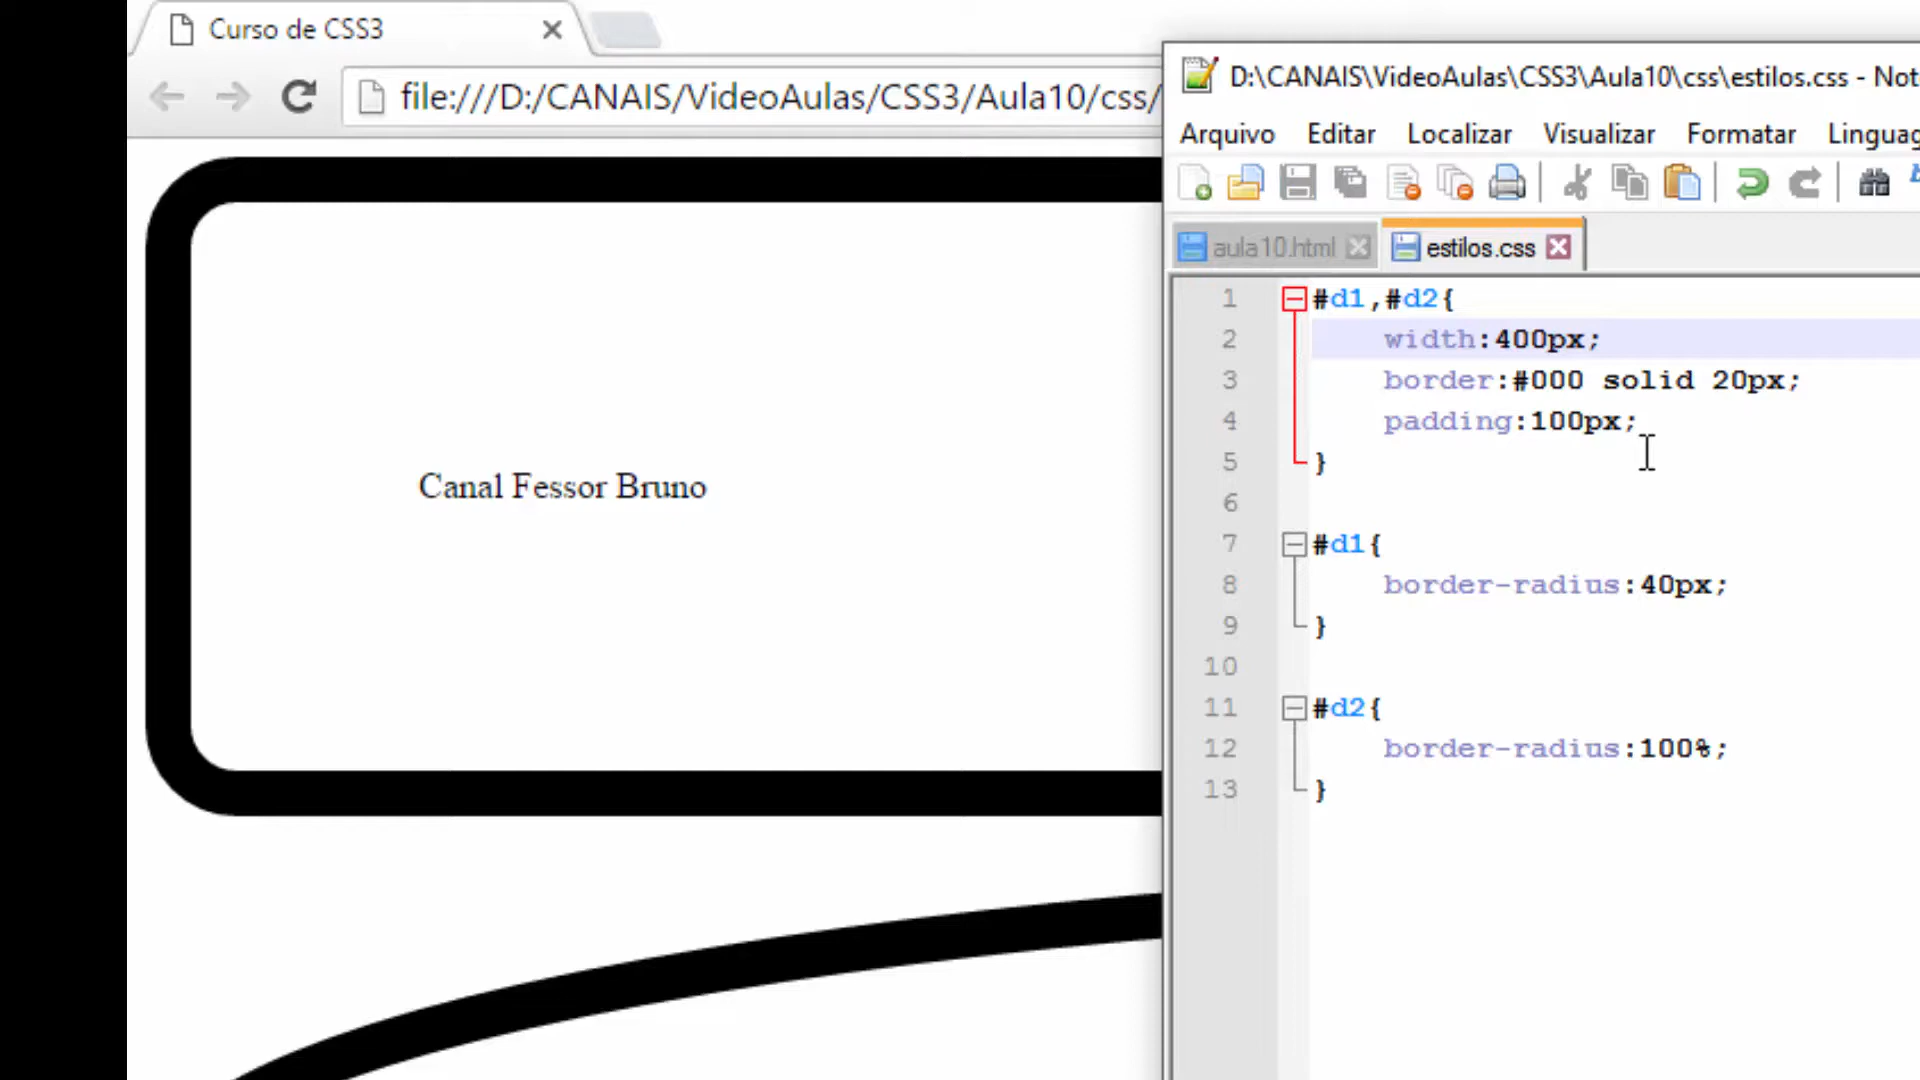 Curso de CSS3
file:///D:/CANAIS/VideoAulas/CSS3/Aula10/css/
Canal Fessor Bruno
D:\CANAIS\VideoAulas\CSS3\Aula10\css\estilos.css - Not
Arquivo Editar Localizar Visualizar Formatar Linguag
aula10.html estilos.css
1 #d1,#d2{
2 width:400px;
3 border:#000 solid 20px;
4 padding:100px;
5 }
6
7 #d1{
8 border-radius:40px;
9 }
10
11 #d2{
12 border-radius:100%;
13 }